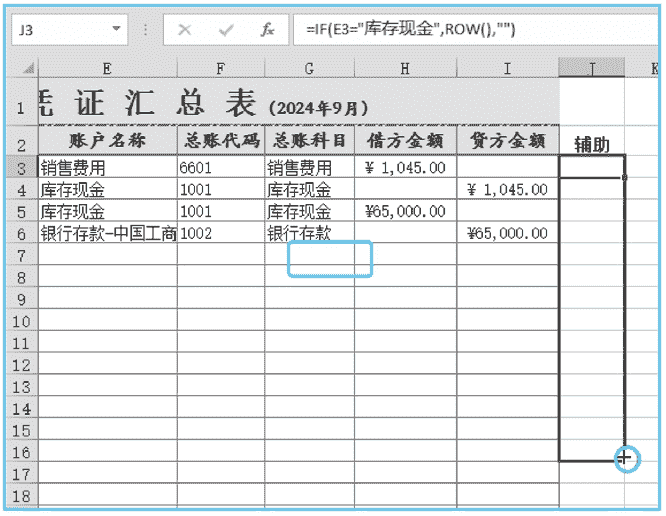 J3 =IF(E3="库存现金",ROW(),"")
E F G H I J K
1 凭 证 汇 总 表 (2024年9月)
2 账户名称 总账代码 总账科目 借方金额 贷方金额 辅助
3 销售费用 6601 销售费用 ¥ 1,045.00
4 库存现金 1001 库存现金 ¥ 1,045.00
5 库存现金 1001 库存现金 ¥65,000.00
6 银行存款-中国工商 1002 银行存款 ¥65,000.00
7
8
9
10
11
12
13
14
15
16
17
18